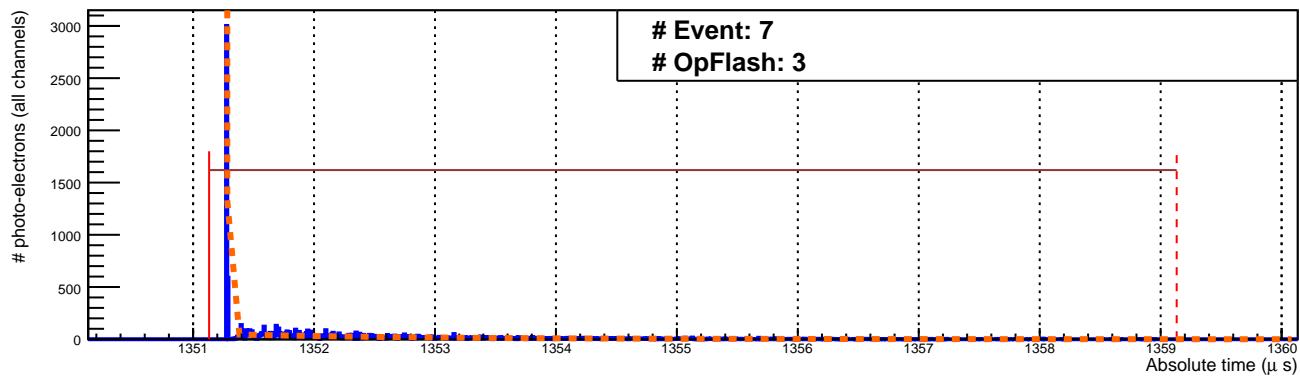 # Event: 7
# OpFlash: 3
# photo-electrons (all channels)
3000
2500
2000
1500
1000
500
0
1351 1352 1353 1354 1355 1356 1357 1358 1359 1360
Absolute time (μ s)